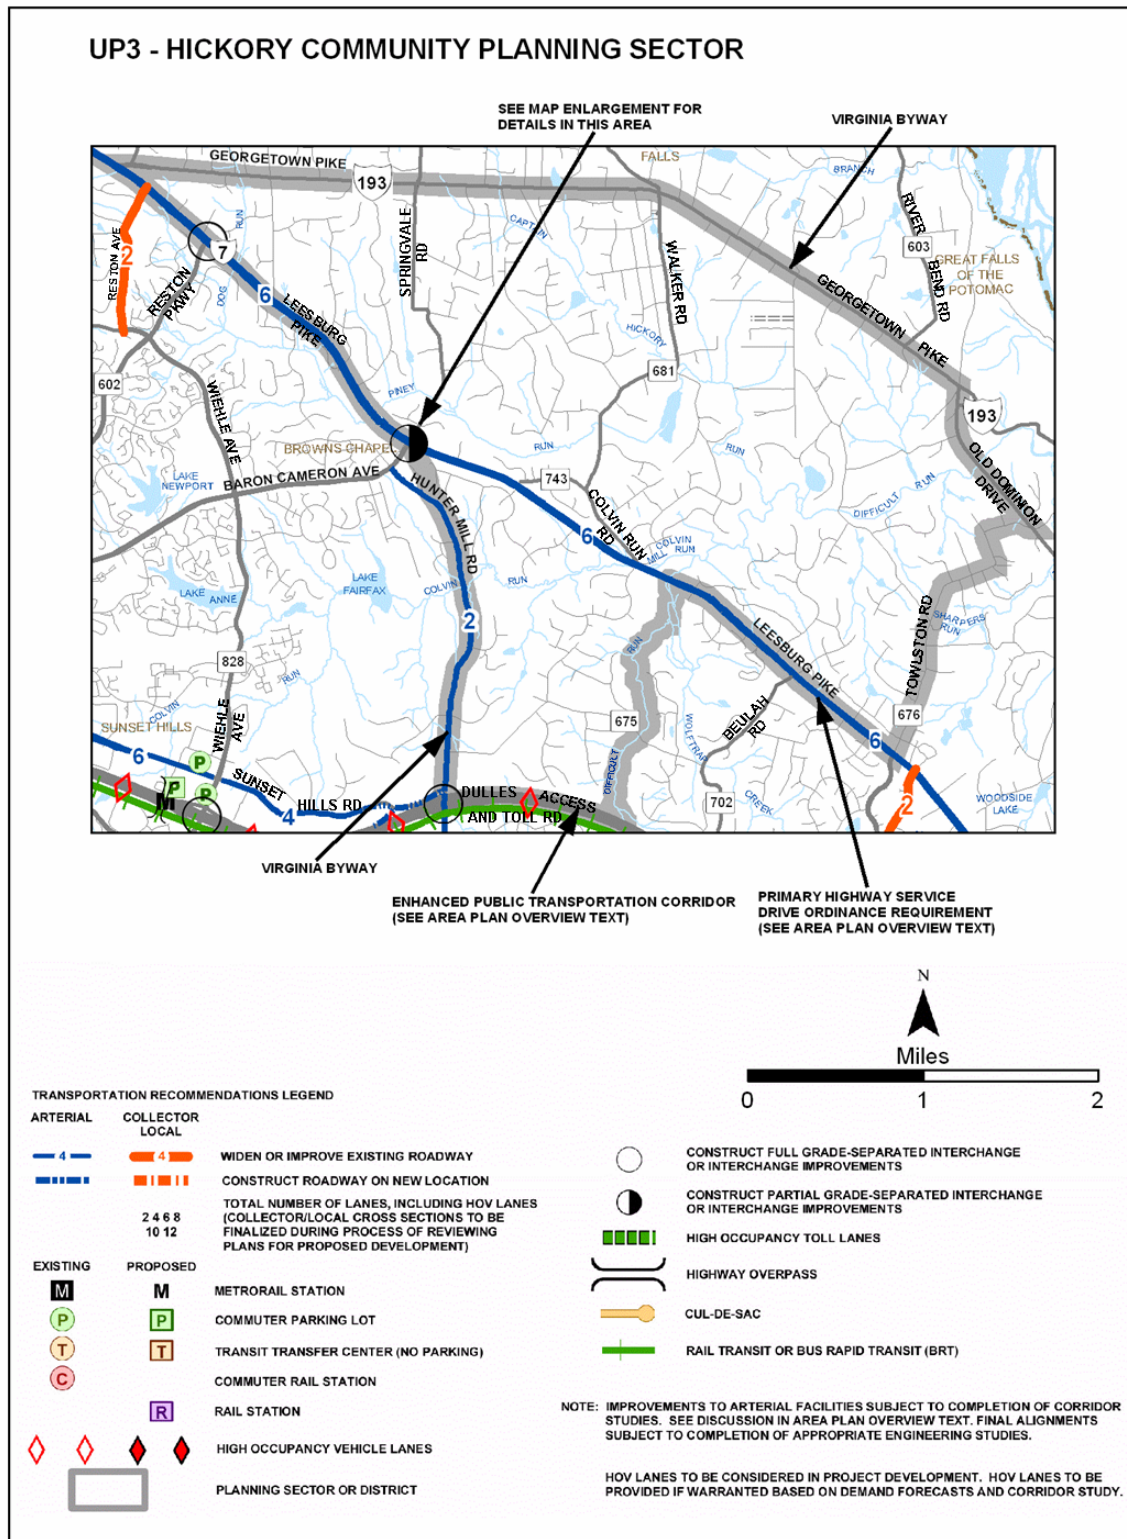 UP3 - HICKORY COMMUNITY PLANNING SECTOR
SEE MAP ENLARGEMENT FOR
DETAILS IN THIS AREA
VIRGINIA BYWAY
GEORGETOWN PIKE
193
FALLS
BRANCH
RIVER
BEND RD
603
GREAT FALLS
OF THE
POTOMAC
RESTON AVE
2
RESTON
PKWY
RUN
DOG
7
6
LEESBURG
PIKE
SPRINGVALE
RD
CAPTAIN
WALKER RD
HICKORY
681
GEORGETOWN
PIKE
193
602
WIEHLE AVE
PINEY
BROWNS CHAPEL
BARON CAMERON AVE
LAKE
NEWPORT
HUNTER MILL RD
RUN
743
COLVIN RUN
RD
6
RUN
DIFFICULT
RUN
OLD DOMINION
DRIVE
COLVIN
MILL
RUN
LAKE
FAIRFAX
COLVIN
RUN
LAKE
ANNE
2
828
RUN
COLVIN
SUNSET HILLS
WIEHLE
AVE
RUN
675
DIFFICULT
WOLFTRAP
CREEK
LEESBURG PIKE
BEULAH
RD
702
TOWLSTON RD
SHARPERS
RUN
676
6
2
WOODSIDE
LAKE
6
P
P
P
M
SUNSET
HILLS RD
4
DULLES
ACCESS
AND TOLL RD
VIRGINIA BYWAY
ENHANCED PUBLIC TRANSPORTATION CORRIDOR
(SEE AREA PLAN OVERVIEW TEXT)
PRIMARY HIGHWAY SERVICE
DRIVE ORDINANCE REQUIREMENT
(SEE AREA PLAN OVERVIEW TEXT)
N
Miles
0 1 2
TRANSPORTATION RECOMMENDATIONS LEGEND
ARTERIAL
COLLECTOR
LOCAL
4 4 WIDEN OR IMPROVE EXISTING ROADWAY
CONSTRUCT ROADWAY ON NEW LOCATION
2 4 6 8
10 12
TOTAL NUMBER OF LANES, INCLUDING HOV LANES
(COLLECTOR/LOCAL CROSS SECTIONS TO BE
FINALIZED DURING PROCESS OF REVIEWING
PLANS FOR PROPOSED DEVELOPMENT)
EXISTING PROPOSED
M M METRORAIL STATION
P P COMMUTER PARKING LOT
T T TRANSIT TRANSFER CENTER (NO PARKING)
C COMMUTER RAIL STATION
R RAIL STATION
HIGH OCCUPANCY VEHICLE LANES
PLANNING SECTOR OR DISTRICT
CONSTRUCT FULL GRADE-SEPARATED INTERCHANGE
OR INTERCHANGE IMPROVEMENTS
CONSTRUCT PARTIAL GRADE-SEPARATED INTERCHANGE
OR INTERCHANGE IMPROVEMENTS
HIGH OCCUPANCY TOLL LANES
HIGHWAY OVERPASS
CUL-DE-SAC
RAIL TRANSIT OR BUS RAPID TRANSIT (BRT)
NOTE: IMPROVEMENTS TO ARTERIAL FACILITIES SUBJECT TO COMPLETION OF CORRIDOR
STUDIES. SEE DISCUSSION IN AREA PLAN OVERVIEW TEXT. FINAL ALIGNMENTS
SUBJECT TO COMPLETION OF APPROPRIATE ENGINEERING STUDIES.
HOV LANES TO BE CONSIDERED IN PROJECT DEVELOPMENT. HOV LANES TO BE
PROVIDED IF WARRANTED BASED ON DEMAND FORECASTS AND CORRIDOR STUDY.